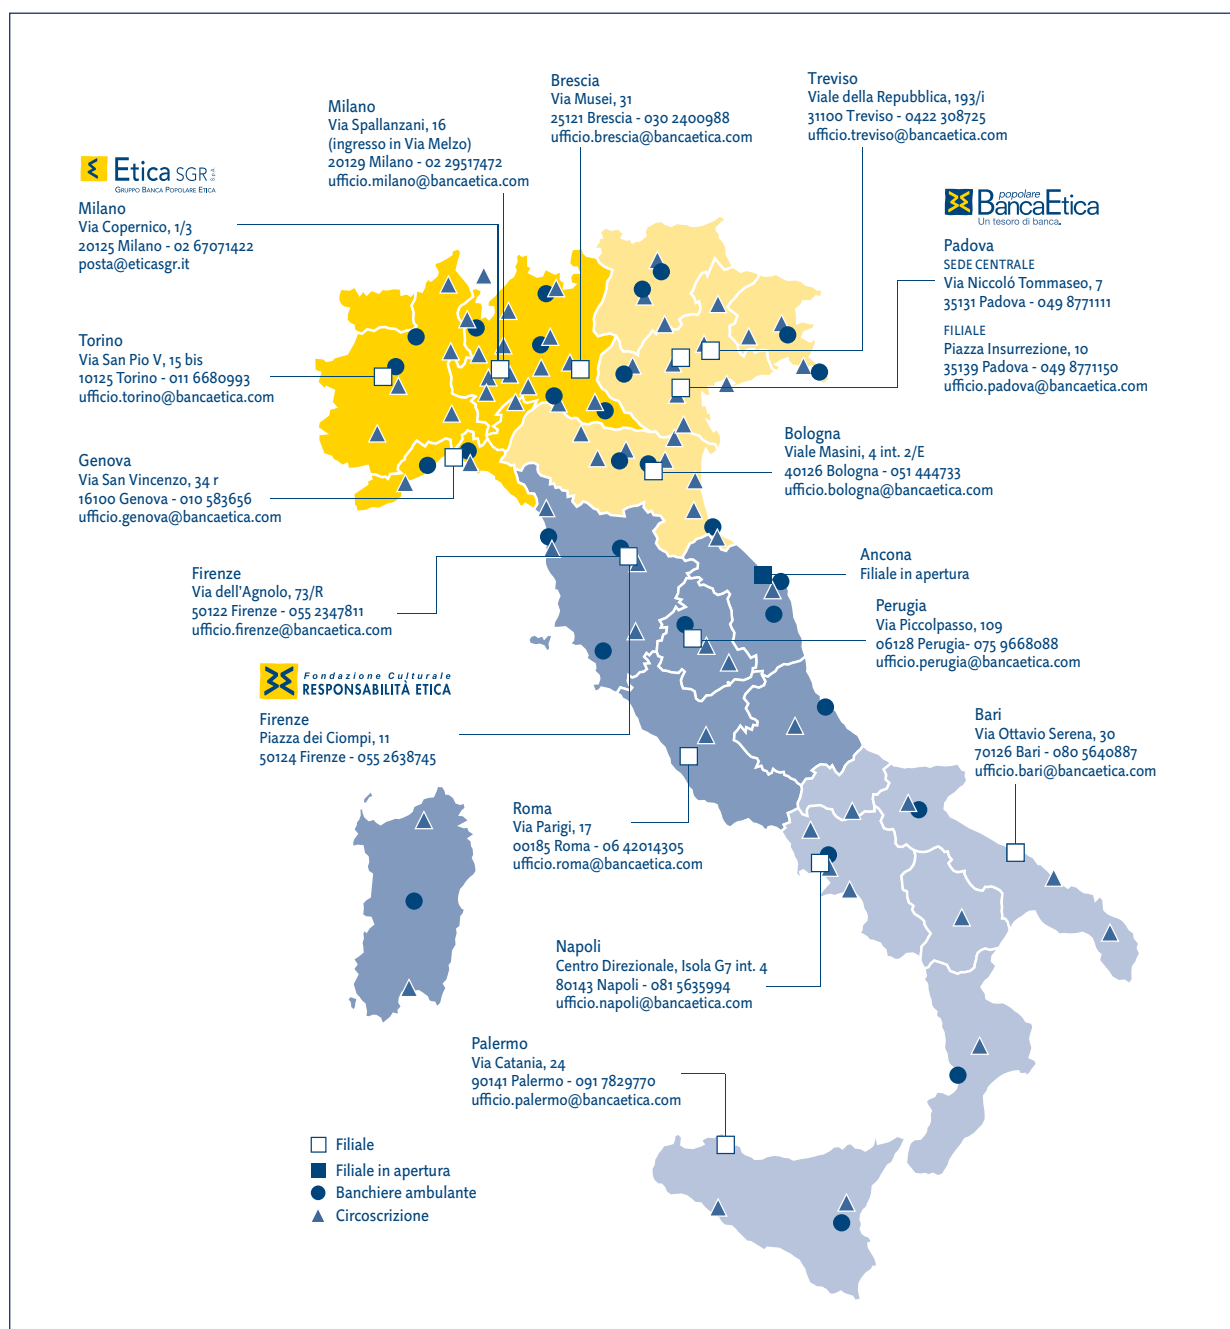 Brescia
Via Musei, 31
25121 Brescia - 030 2400988
ufficio.brescia@bancaetica.com
Treviso
Viale della Repubblica, 193/i
31100 Treviso - 0422 308725
ufficio.treviso@bancaetica.com
Milano
Via Spallanzani, 16
(ingresso in Via Melzo)
20129 Milano - 02 29517472
ufficio.milano@bancaetica.com
Etica SGR S.p.A.
GRUPPO BANCA POPOLARE ETICA
Milano
Via Copernico, 1/3
20125 Milano - 02 67071422
posta@eticasgr.it
popolare
BancaEtica
Un tesoro di banca.
Padova
SEDE CENTRALE
Via Niccoló Tommaseo, 7
35131 Padova - 049 8771111
FILIALE
Piazza Insurrezione, 10
35139 Padova - 049 8771150
ufficio.padova@bancaetica.com
Torino
Via San Pio V, 15 bis
10125 Torino - 011 6680993
ufficio.torino@bancaetica.com
Bologna
Viale Masini, 4 int. 2/E
40126 Bologna - 051 444733
ufficio.bologna@bancaetica.com
Genova
Via San Vincenzo, 34 r
16100 Genova - 010 583656
ufficio.genova@bancaetica.com
Ancona
Filiale in apertura
Firenze
Via dell'Agnolo, 73/R
50122 Firenze - 055 2347811
ufficio.firenze@bancaetica.com
Perugia
Via Piccolpasso, 109
06128 Perugia- 075 9668088
ufficio.perugia@bancaetica.com
Fondazione Culturale
RESPONSABILITÀ ETICA
Firenze
Piazza dei Ciompi, 11
50124 Firenze - 055 2638745
Bari
Via Ottavio Serena, 30
70126 Bari - 080 5640887
ufficio.bari@bancaetica.com
Roma
Via Parigi, 17
00185 Roma - 06 42014305
ufficio.roma@bancaetica.com
Napoli
Centro Direzionale, Isola G7 int. 4
80143 Napoli - 081 5635994
ufficio.napoli@bancaetica.com
Palermo
Via Catania, 24
90141 Palermo - 091 7829770
ufficio.palermo@bancaetica.com
Filiale
Filiale in apertura
Banchiere ambulante
Circoscrizione